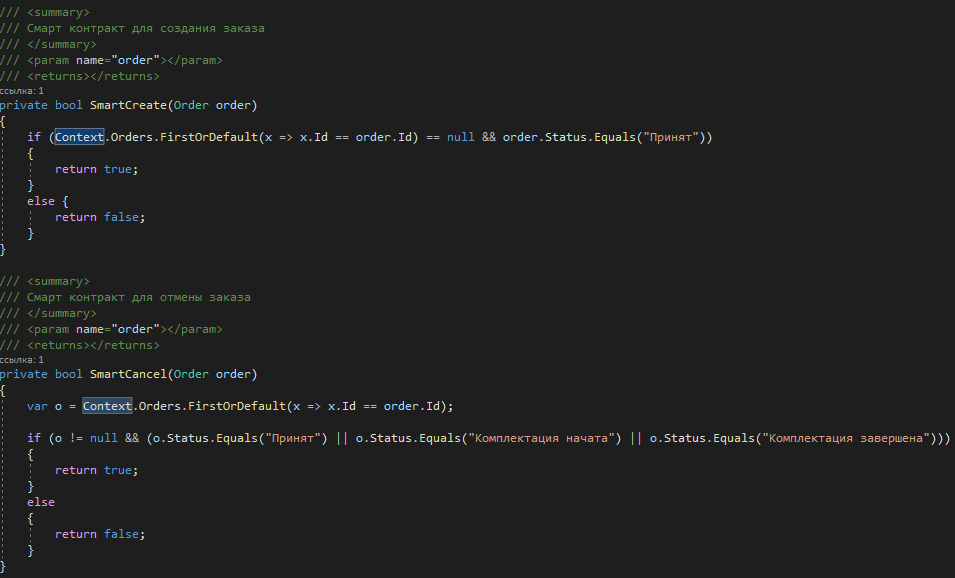 /// <summary>
/// Смарт контракт для создания заказа
/// </summary>
/// <param name="order"></param>
/// <returns></returns>
ссылка: 1
private bool SmartCreate(Order order)
{
    if (Context.Orders.FirstOrDefault(x => x.Id == order.Id) == null && order.Status.Equals("Принят"))
    {
        return true;
    }
    else {
        return false;
    }
}
/// <summary>
/// Смарт контракт для отмены заказа
/// </summary>
/// <param name="order"></param>
/// <returns></returns>
ссылка: 1
private bool SmartCancel(Order order)
{
    var o = Context.Orders.FirstOrDefault(x => x.Id == order.Id);
    if (o != null && (o.Status.Equals("Принят") || o.Status.Equals("Комплектация начата") || o.Status.Equals("Комплектация завершена")))
    {
        return true;
    }
    else
    {
        return false;
    }
}